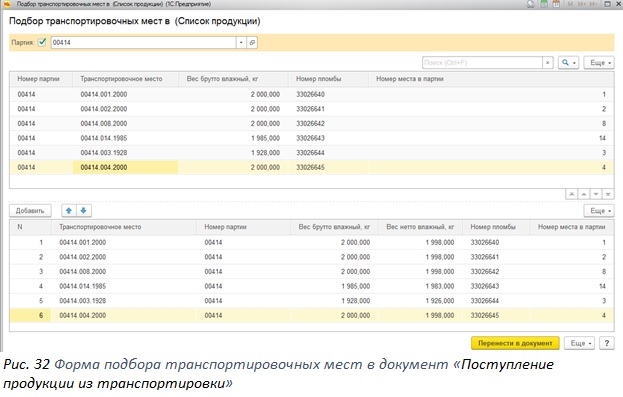 Подбор транспортировочных мест в (Список продукции) (1С:Предприятие)
Подбор транспортировочных мест в (Список продукции)
Партия: 00414
Поиск (Ctrl+F) × Еще
Номер партии Транспортировочное место Вес брутто влажный, кг Номер пломбы Номер места в партии
00414 00414.001.2000 2 000,000 33026640 1
00414 00414.002.2000 2 000,000 33026641 2
00414 00414.008.2000 2 000,000 33026642 8
00414 00414.014.1985 1 985,000 33026643 14
00414 00414.003.1928 1 928,000 33026644 3
00414 00414.004.2000 2 000,000 33026645 4
Добавить Еще
N Транспортировочное место Номер партии Вес брутто влажный, кг Вес нетто влажный, кг Номер пломбы Номер места в партии
1 00414.001.2000 00414 2 000,000 1 998,000 33026640 1
2 00414.002.2000 00414 2 000,000 1 998,000 33026641 2
3 00414.008.2000 00414 2 000,000 1 998,000 33026642 8
4 00414.014.1985 00414 1 985,000 1 983,000 33026643 14
5 00414.003.1928 00414 1 928,000 1 926,000 33026644 3
6 00414.004.2000 00414 2 000,000 1 998,000 33026645 4
Перенести в документ Еще ?
Рис. 32 Форма подбора транспортировочных мест в документ «Поступление
продукции из транспортировки»